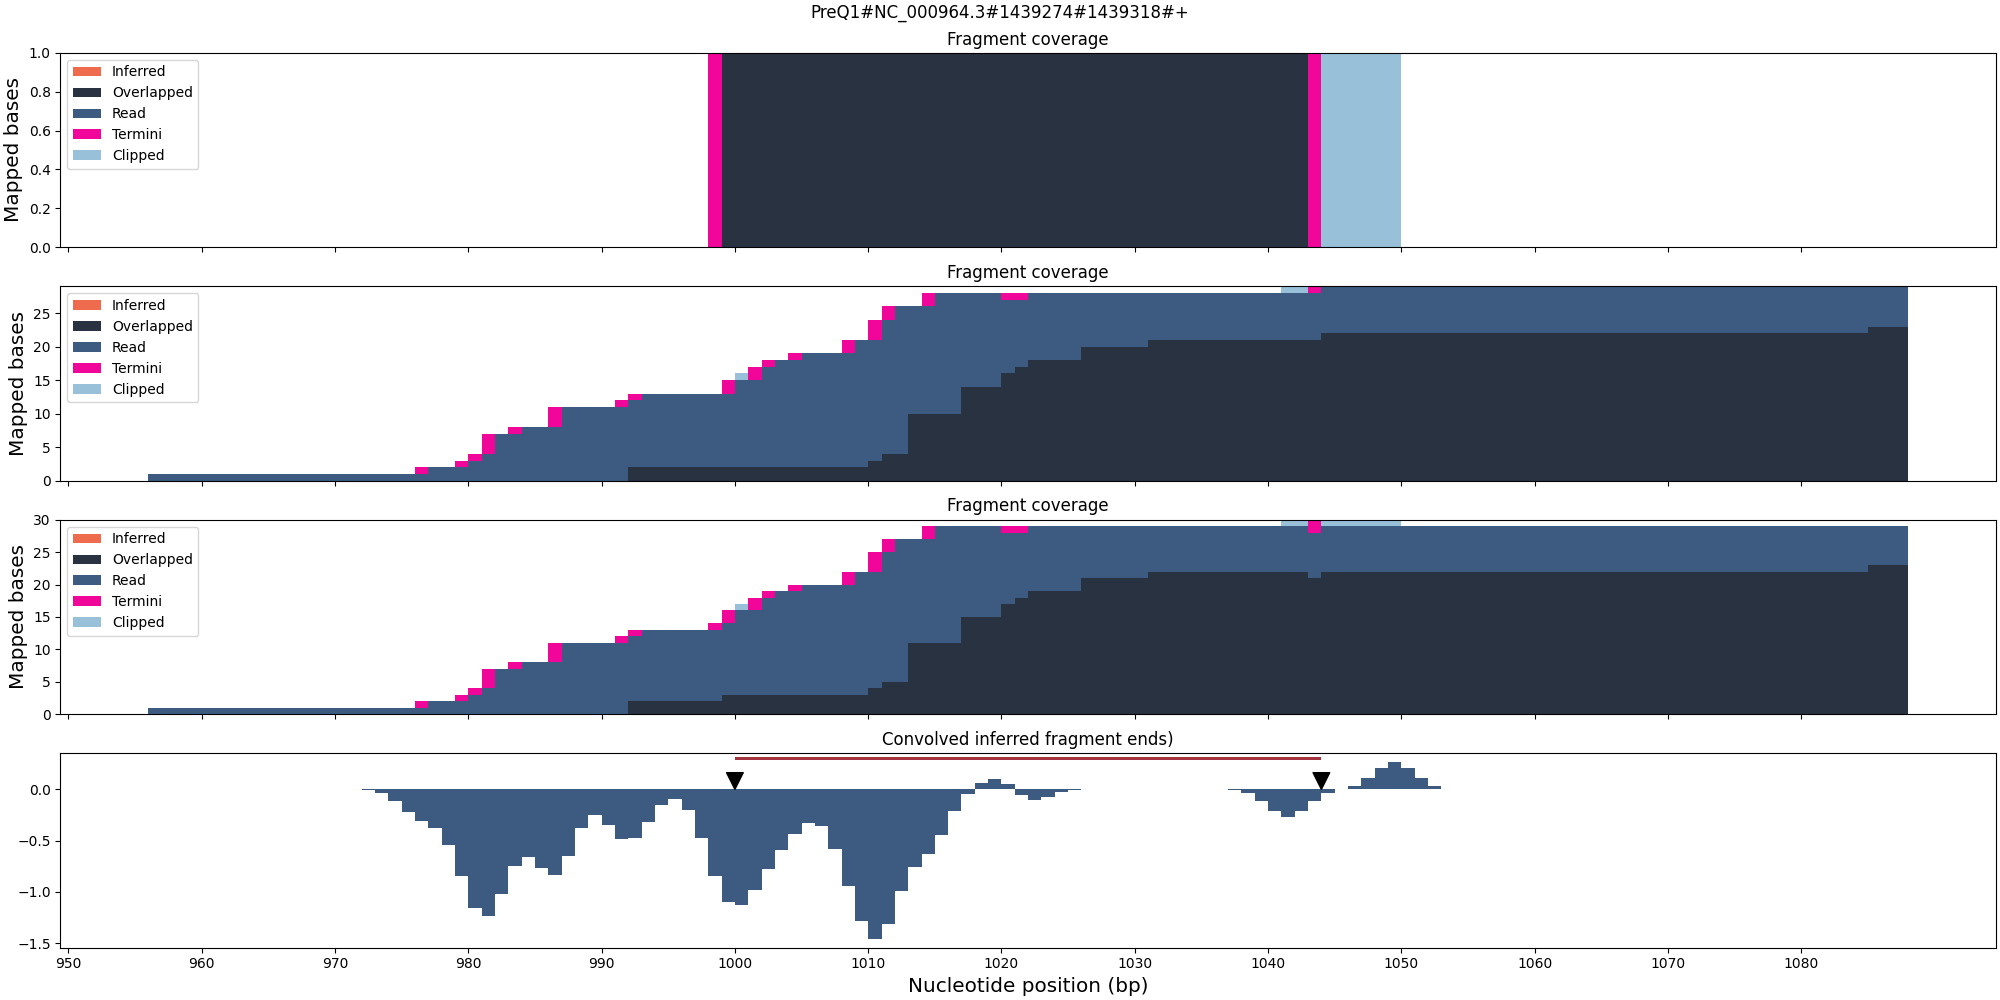 PreQ1#NC_000964.3#1439274#1439318#+
Fragment coverage
Mapped bases
1.0
0.8
0.6
0.4
0.2
0.0
Inferred
Overlapped
Read
Termini
Clipped
Fragment coverage
Mapped bases
25
20
15
10
5
0
Inferred
Overlapped
Read
Termini
Clipped
Fragment coverage
Mapped bases
30
25
20
15
10
5
0
Inferred
Overlapped
Read
Termini
Clipped
Convolved inferred fragment ends)
0.0
−0.5
−1.0
−1.5
950 960 970 980 990 1000 1010 1020 1030 1040 1050 1060 1070 1080
Nucleotide position (bp)